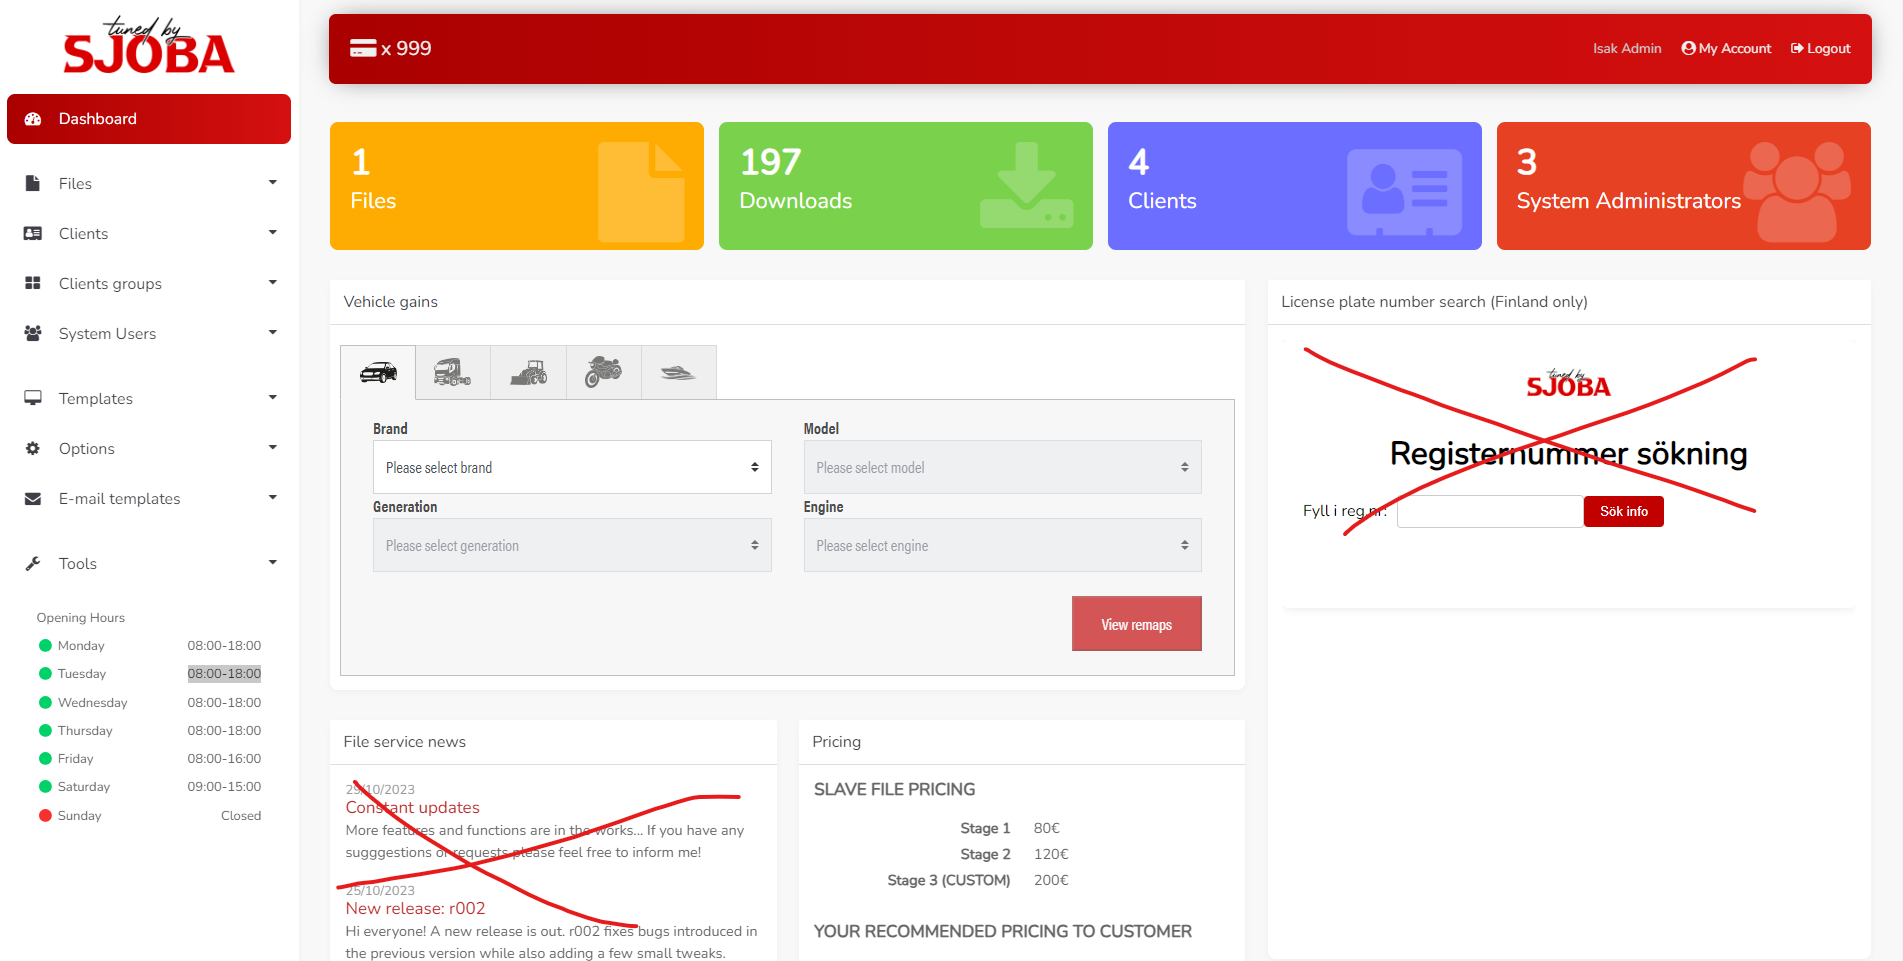 tuned by
SJOBA
Dashboard
Files
Clients
Clients groups
System Users
Templates
Options
E-mail templates
Tools
Opening Hours
Monday 08:00-18:00
Tuesday 08:00-18:00
Wednesday 08:00-18:00
Thursday 08:00-18:00
Friday 08:00-16:00
Saturday 09:00-15:00
Sunday Closed
x 999
Isak Admin My Account Logout
1
Files
197
Downloads
4
Clients
3
System Administrators
Vehicle gains
Brand Model
Please select brand Please select model
Generation Engine
Please select generation Please select engine
View remaps
License plate number search (Finland only)
tuned by
SJOBA
Registernummer sökning
Fyll i reg.nr: Sök info
File service news
29/10/2023
Constant updates
More features and functions are in the works... If you have any
sugggestions or requests please feel free to inform me!
25/10/2023
New release: r002
Hi everyone! A new release is out. r002 fixes bugs introduced in
the previous version while also adding a few small tweaks.
Pricing
SLAVE FILE PRICING
Stage 1 80€
Stage 2 120€
Stage 3 (CUSTOM) 200€
YOUR RECOMMENDED PRICING TO CUSTOMER